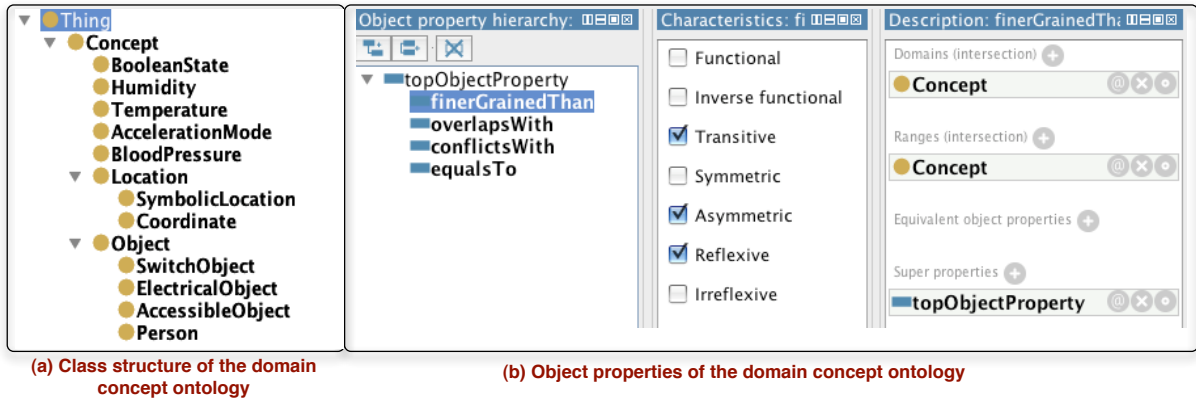 Thing
Concept
BooleanState
Humidity
Temperature
AccelerationMode
BloodPressure
Location
SymbolicLocation
Coordinate
Object
SwitchObject
ElectricalObject
AccessibleObject
Person
(a) Class structure of the domain
concept ontology
Object property hierarchy:
topObjectProperty
finerGrainedThan
overlapsWith
conflictsWith
equalsTo
Characteristics: fi
Functional
Inverse functional
Transitive
Symmetric
Asymmetric
Reflexive
Irreflexive
Description: finerGrainedTha
Domains (intersection)
Concept
Ranges (intersection)
Concept
Equivalent object properties
Super properties
topObjectProperty
(b) Object properties of the domain concept ontology